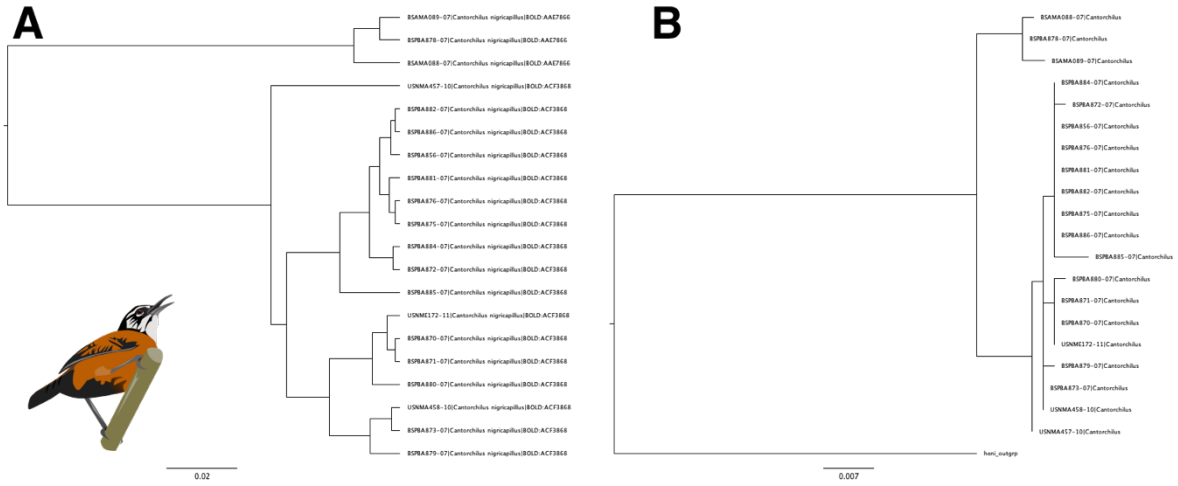 A
BSAMA089-07|Cantorchilus nigricapillus|BOLD:AAE7866
BSPBA878-07|Cantorchilus nigricapillus|BOLD:AAE7866
BSAMA088-07|Cantorchilus nigricapillus|BOLD:AAE7866
USNMA457-10|Cantorchilus nigricapillus|BOLD:ACF3868
BSPBA882-07|Cantorchilus nigricapillus|BOLD:ACF3868
BSPBA886-07|Cantorchilus nigricapillus|BOLD:ACF3868
BSPBA856-07|Cantorchilus nigricapillus|BOLD:ACF3868
BSPBA881-07|Cantorchilus nigricapillus|BOLD:ACF3868
BSPBA876-07|Cantorchilus nigricapillus|BOLD:ACF3868
BSPBA875-07|Cantorchilus nigricapillus|BOLD:ACF3868
BSPBA884-07|Cantorchilus nigricapillus|BOLD:ACF3868
BSPBA872-07|Cantorchilus nigricapillus|BOLD:ACF3868
BSPBA885-07|Cantorchilus nigricapillus|BOLD:ACF3868
USNME172-11|Cantorchilus nigricapillus|BOLD:ACF3868
BSPBA870-07|Cantorchilus nigricapillus|BOLD:ACF3868
BSPBA871-07|Cantorchilus nigricapillus|BOLD:ACF3868
BSPBA880-07|Cantorchilus nigricapillus|BOLD:ACF3868
USNMA458-10|Cantorchilus nigricapillus|BOLD:ACF3868
BSPBA873-07|Cantorchilus nigricapillus|BOLD:ACF3868
BSPBA879-07|Cantorchilus nigricapillus|BOLD:ACF3868
0.02
B
BSAMA088-07|Cantorchilus
BSPBA878-07|Cantorchilus
BSAMA089-07|Cantorchilus
BSPBA884-07|Cantorchilus
BSPBA872-07|Cantorchilus
BSPBA856-07|Cantorchilus
BSPBA876-07|Cantorchilus
BSPBA881-07|Cantorchilus
BSPBA882-07|Cantorchilus
BSPBA875-07|Cantorchilus
BSPBA886-07|Cantorchilus
BSPBA885-07|Cantorchilus
BSPBA880-07|Cantorchilus
BSPBA871-07|Cantorchilus
BSPBA870-07|Cantorchilus
USNME172-11|Cantorchilus
BSPBA879-07|Cantorchilus
BSPBA873-07|Cantorchilus
USNMA458-10|Cantorchilus
USNMA457-10|Cantorchilus
heni_outgrp
0.007